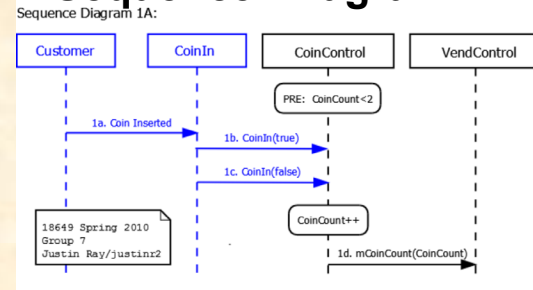 Sequence Diagram 1A:
Customer
CoinIn
CoinControl
VendControl
PRE: CoinCount<2
1a. Coin Inserted
1b. CoinIn(true)
1c. CoinIn(false)
CoinCount++
18649 Spring 2010
Group 7
Justin Ray/justinr2
1d. mCoinCount(CoinCount)